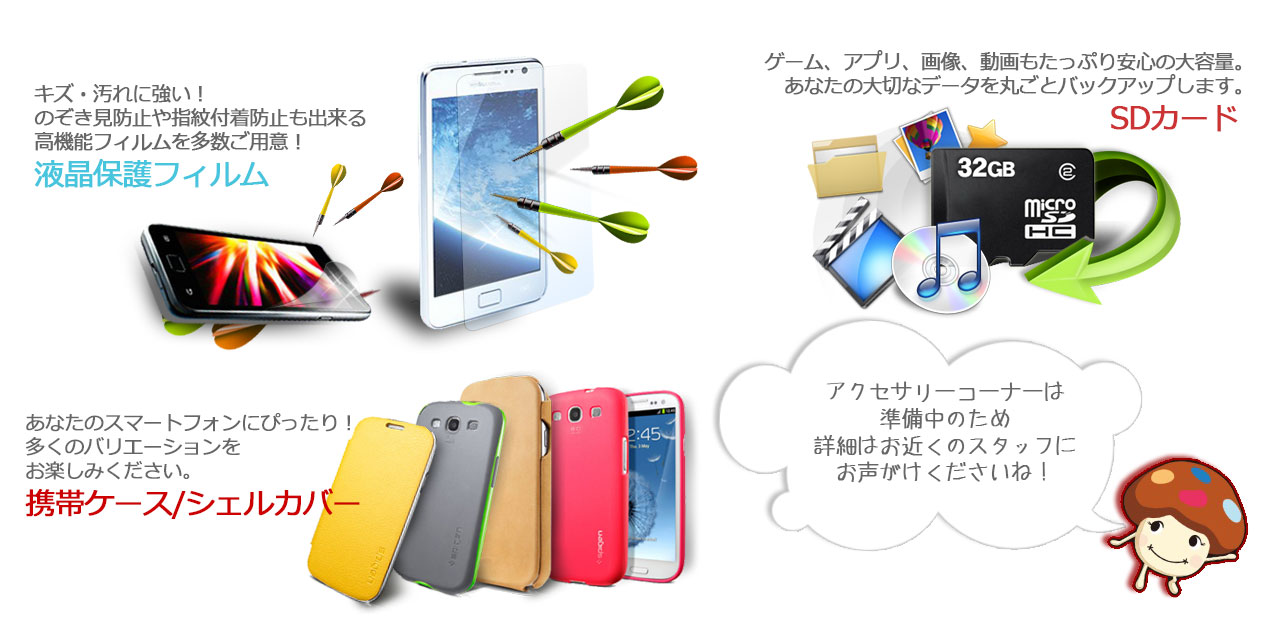 キズ・汚れに強い！
のぞき見防止や指紋付着防止も出来る
高機能フィルムを多数ご用意！
液晶保護フィルム
ゲーム、アプリ、画像、動画もたっぷり安心の大容量。
あなたの大切なデータを丸ごとバックアップします。
SDカード
32GB
2
micro
SD
HC
あなたのスマートフォンにぴったり！
多くのバリエーションを
お楽しみください。
携帯ケース/シェルカバー
spigen
2:45
アクセサリーコーナーは
準備中のため
詳細はお近くのスタッフに
お声がけくださいね！